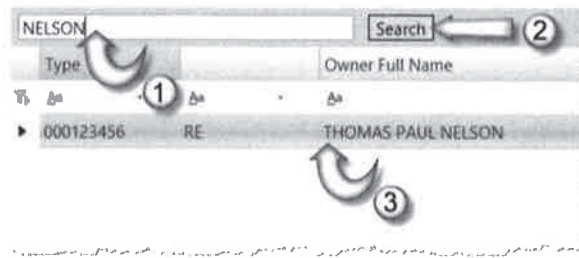 NELSON Search 2
Type Owner Full Name
1
000123456 RE THOMAS PAUL NELSON
3